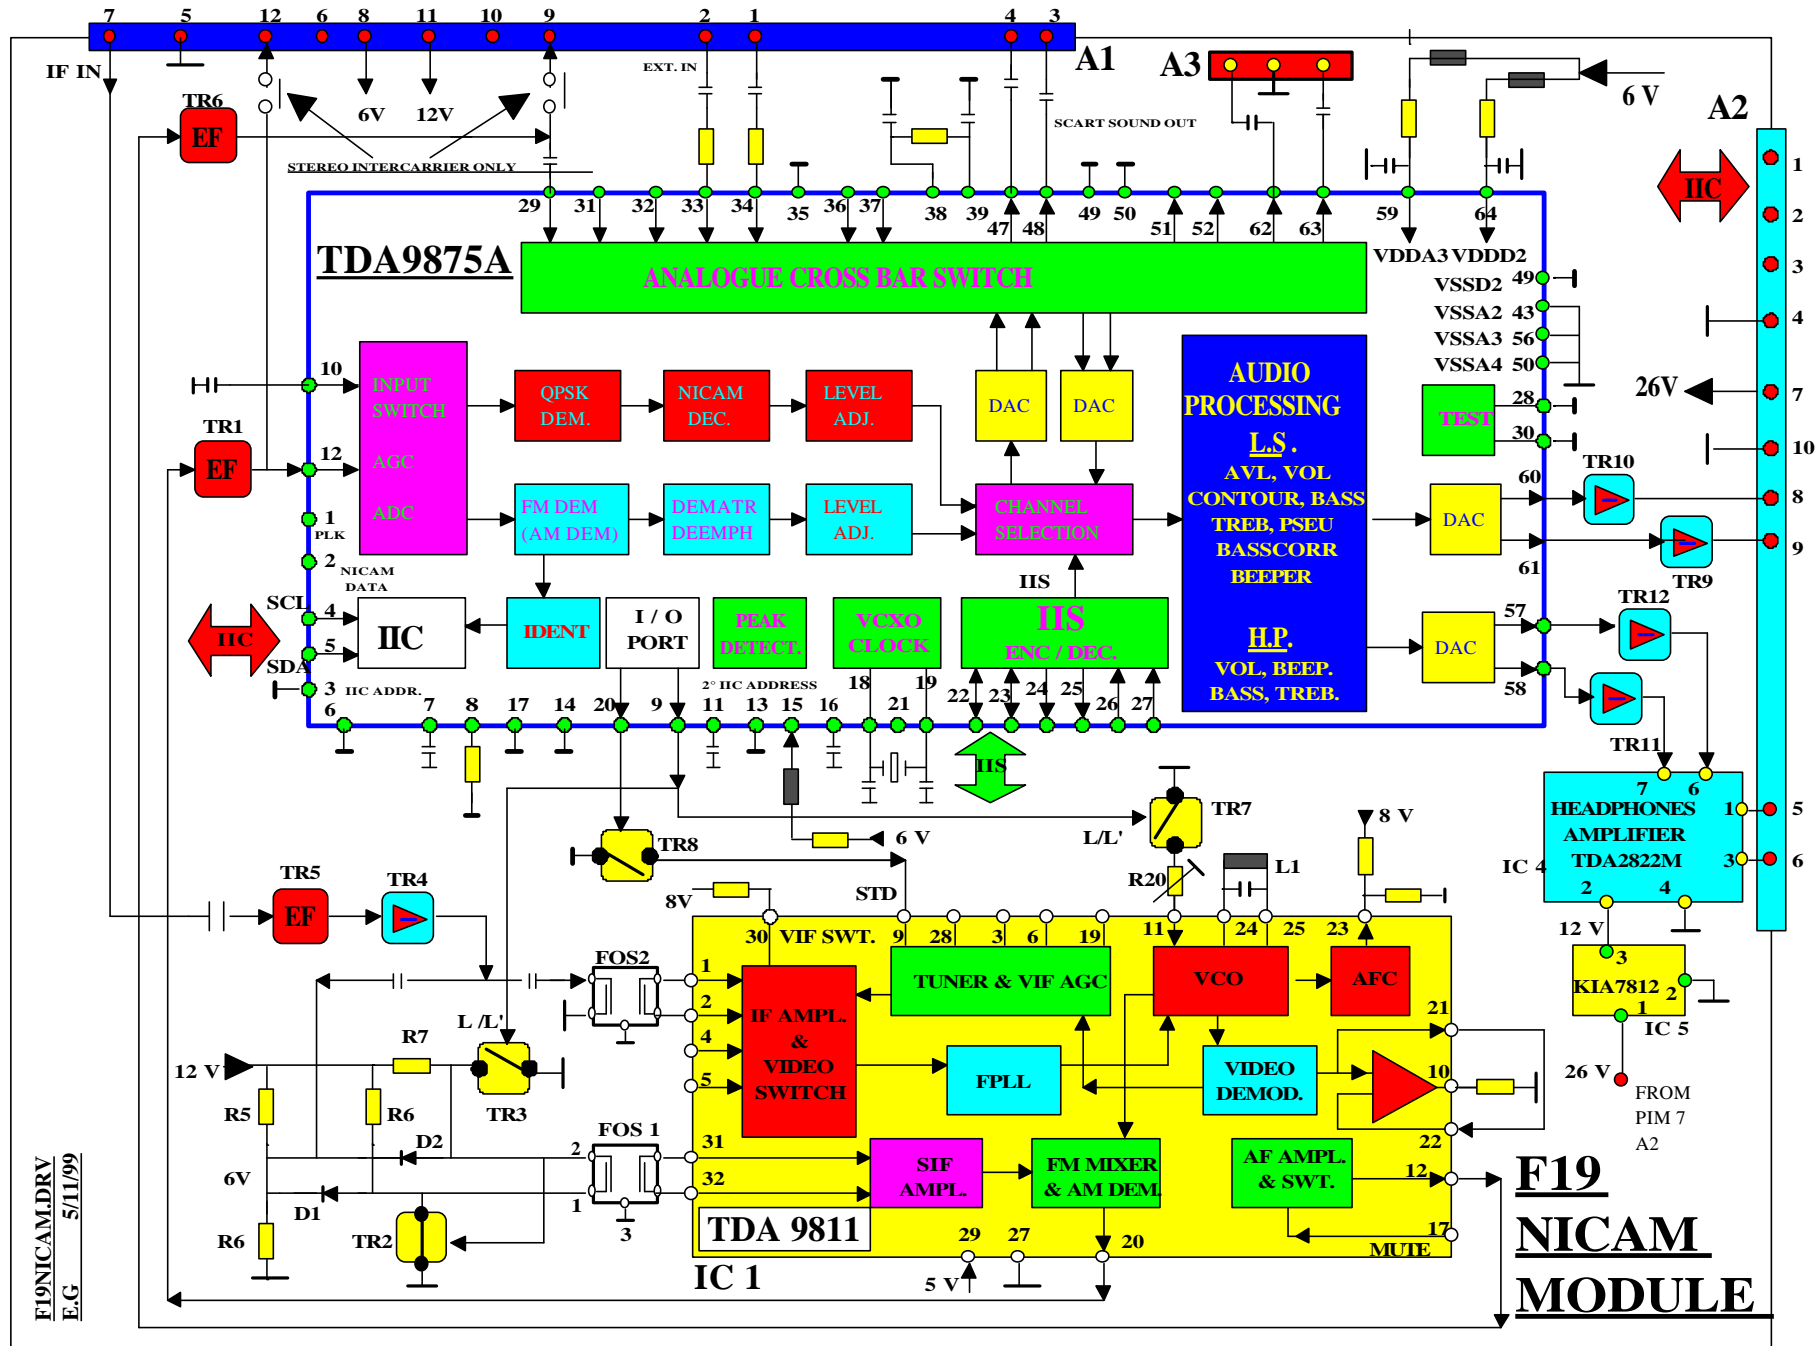 7 5 12 6 8 11 10 9 2 1 4 3
A1
A3
IF IN
EXT. IN
TR6
EF
6V
12V
SCART SOUND OUT
6 V
A2
STEREO INTERCARRIER ONLY
IIC
1
2
3
4
7
10
8
9
5
6
26V
29 31 32 33 34 35 36 37 38 39 47 48 49 50 51 52 62 63 59 64
TDA9875A
ANALOGUE CROSS BAR SWITCH
VDDA3 VDDD2
VSSD2 49
VSSA2 43
VSSA3 56
VSSA4 50
10
INPUT
SWITCH
AGC
ADC
QPSK
DEM.
NICAM
DEC.
LEVEL
ADJ.
DAC
DAC
AUDIO
PROCESSING
L.S .
AVL, VOL
CONTOUR, BASS
TREB, PSEU
BASSCORR
BEEPER
H.P.
VOL, BEEP.
BASS, TREB.
TEST
28
30
TR1
EF
12
FM DEM
(AM DEM)
DEMATR
DEEMPH
LEVEL
ADJ.
CHANNEL
SELECTION
DAC
60
61
TR10
TR9
1
PLK
2
NICAM
DATA
SCL
4
IIC
5
SDA
3
IIC ADDR.
IIC
IDENT
I / O
PORT
PEAK
DETECT.
VCXO
CLOCK
IIS
IIS
ENC / DEC.
DAC
57
58
TR12
TR11
2° IIC ADDRESS
6 7 8 17 14 20 9 11 13 15 16 18 21 19 22 23 24 25 26 27
IIS
TR7
L/L'
TR8
6 V
8 V
R20
L1
STD
8V
7 6
HEADPHONES
AMPLIFIER
TDA2822M
1
3
2 4
IC 4
12 V
3
KIA7812
2
1
IC 5
26 V
FROM
PIM 7
A2
TR5
EF
TR4
FOS2
L /L'
R7
12 V
TR3
R5
R6
D2
6V
D1
R6
TR2
FOS 1
2
1
3
30 VIF SWT. 9 28 3 6 19 11 24 25 23
1
2
4
5
31
32
IF AMPL.
&
VIDEO
SWITCH
TUNER & VIF AGC
VCO
AFC
21
FPLL
VIDEO
DEMOD.
10
22
SIF
AMPL.
FM MIXER
& AM DEM.
AF AMPL.
& SWT.
12
17
MUTE
TDA 9811
IC 1
29 27 20
5 V
F19
NICAM
MODULE
F19NICAM.DRV
E.G 5/11/99